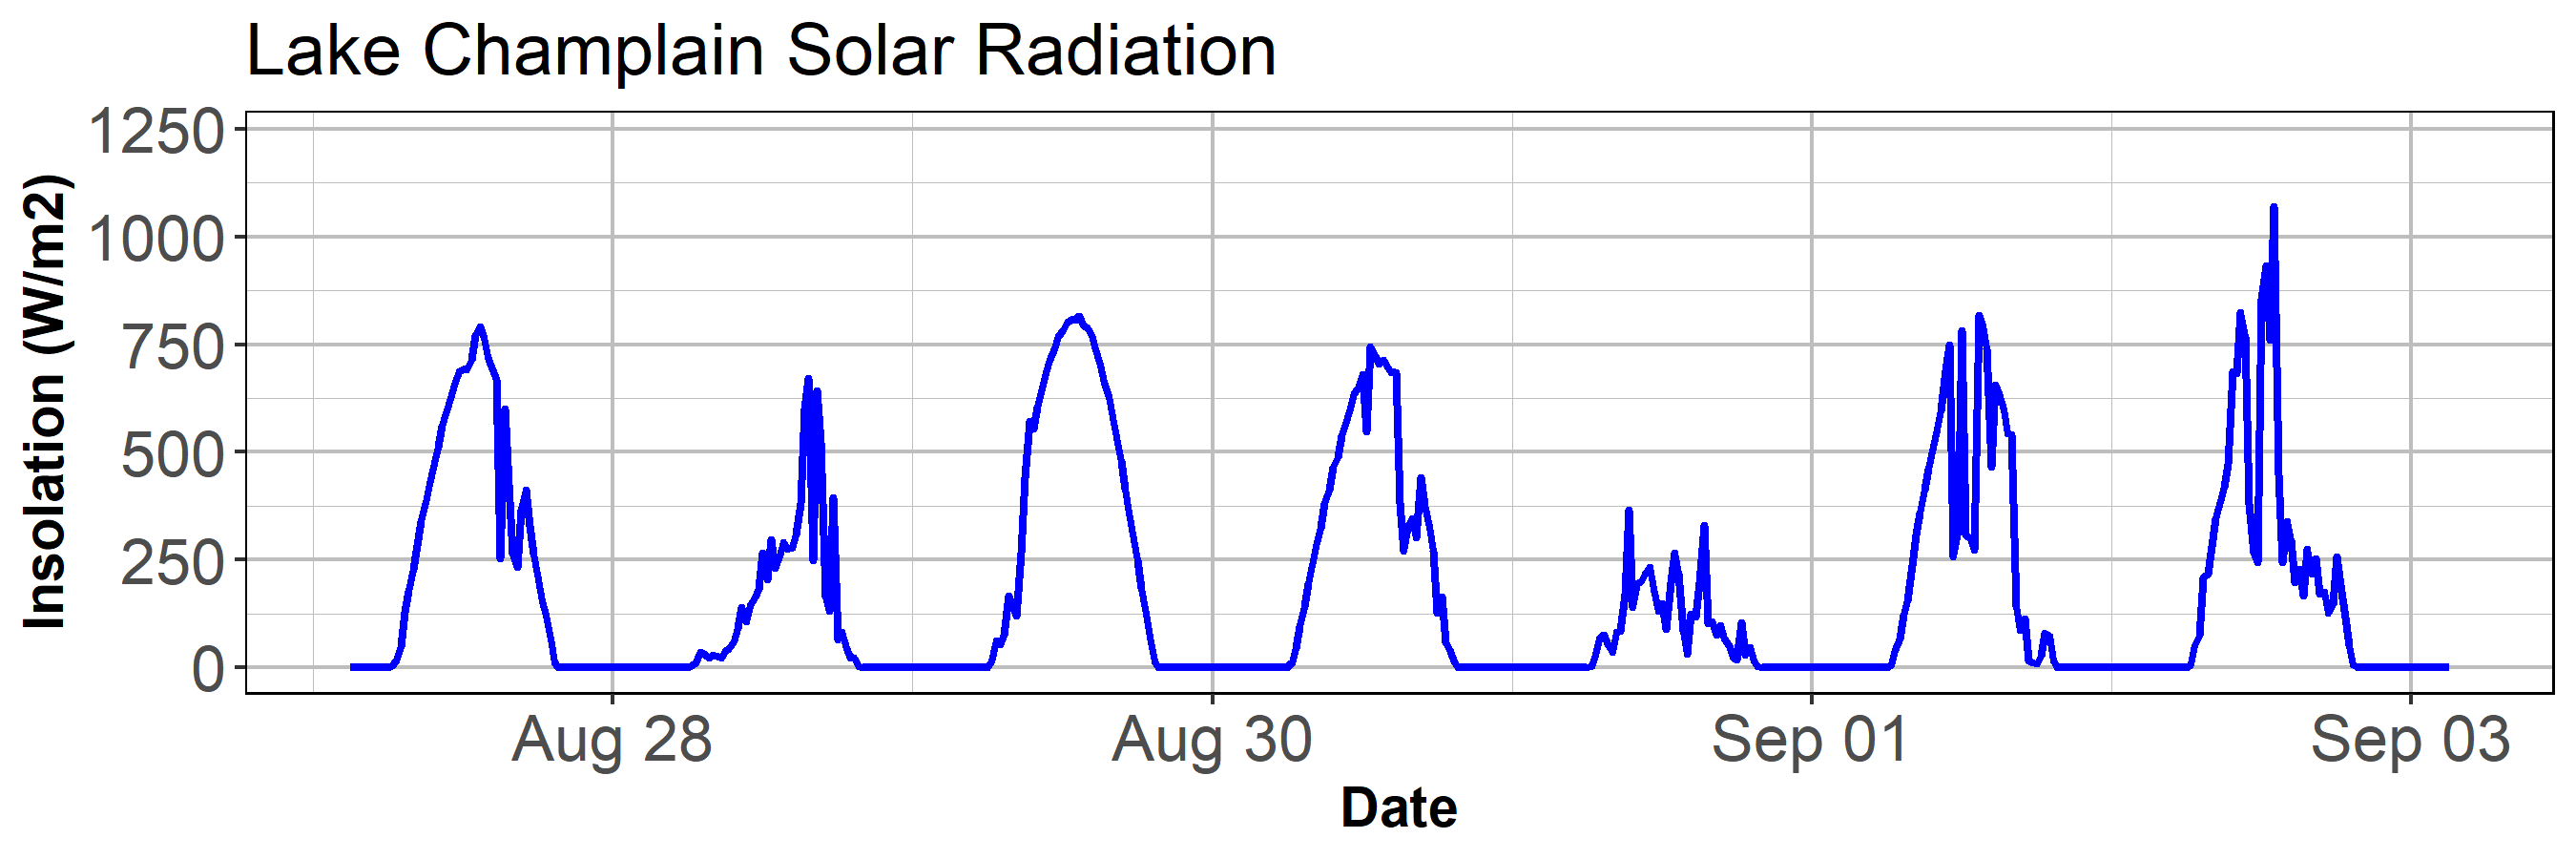 Lake Champlain Solar Radiation
Insolation (W/m2)
1250
1000
750
500
250
0
Aug 28 Aug 30 Sep 01 Sep 03
Date